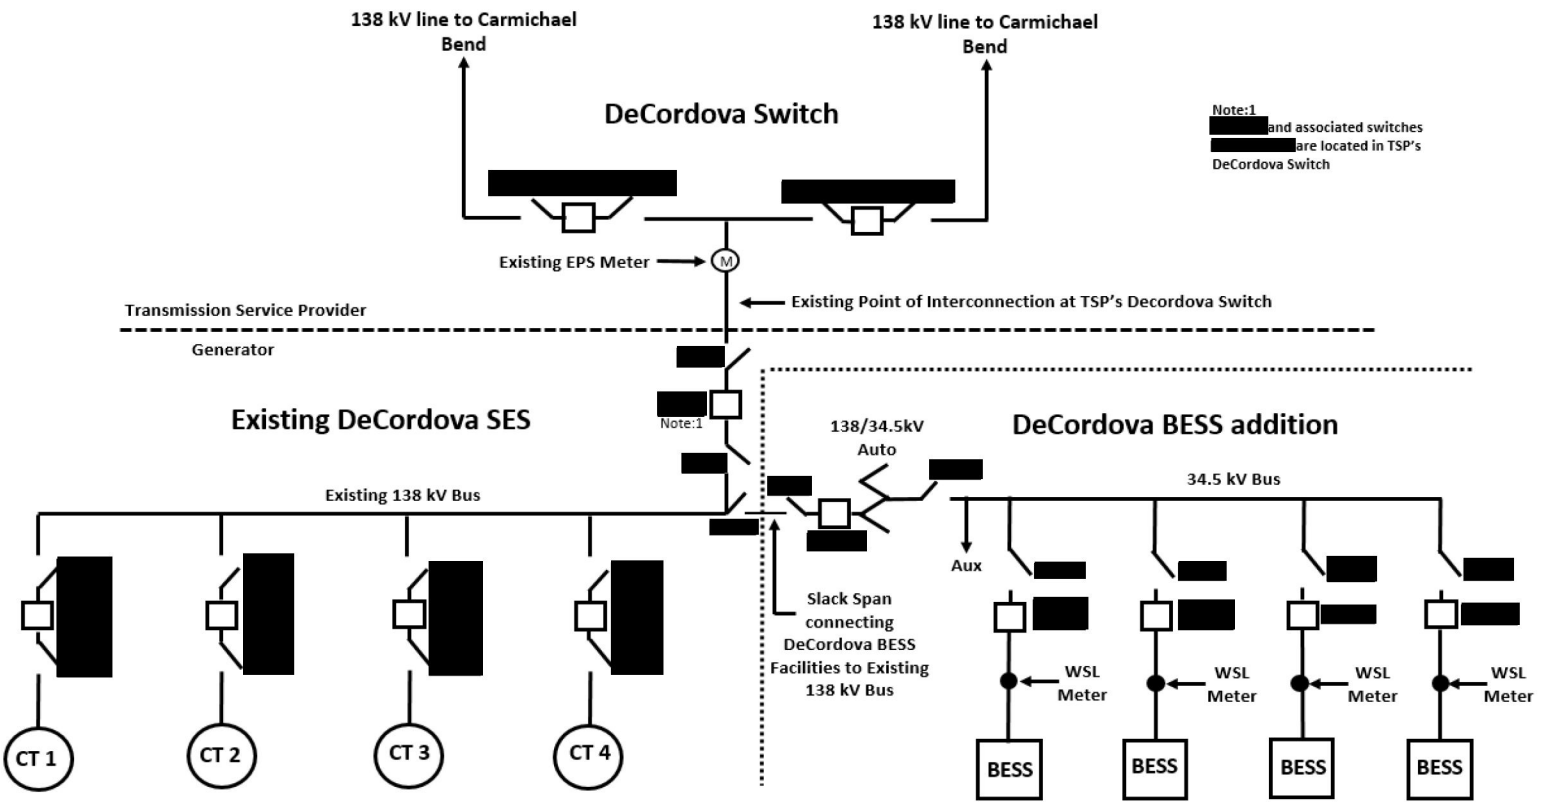 138 kV line to Carmichael
Bend
138 kV line to Carmichael
Bend
DeCordova Switch
Note:1
and associated switches
are located in TSP's
DeCordova Switch
Existing EPS Meter
M
Existing Point of Interconnection at TSP's Decordova Switch
Transmission Service Provider
Generator
Existing DeCordova SES
Note:1
138/34.5kV
Auto
DeCordova BESS addition
Existing 138 kV Bus
34.5 kV Bus
Aux
Slack Span
connecting
DeCordova BESS
Facilities to Existing
138 kV Bus
WSL
Meter
WSL
Meter
WSL
Meter
WSL
Meter
CT 1
CT 2
CT 3
CT 4
BESS
BESS
BESS
BESS